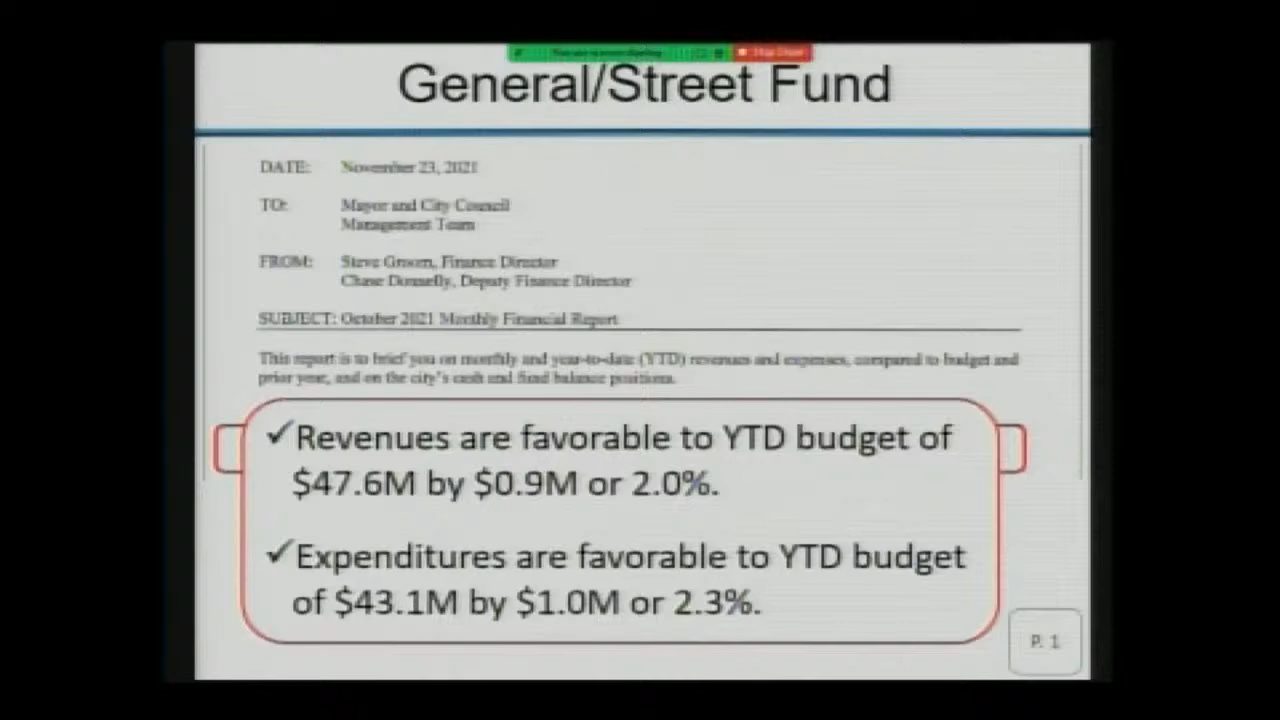 General/Street Fund
DATE: November 23, 2021
TO: Mayor and City Council
Management Team
FROM: Steve Groom, Finance Director
Chase Donnelly, Deputy Finance Director
SUBJECT: October 2021 Monthly Financial Report
This report is to brief you on monthly and year-to-date (YTD) revenues and expenses, compared to budget and
prior year, and on the city's cash and fund balance positions.
✓Revenues are favorable to YTD budget of
$47.6M by $0.9M or 2.0%.
✓Expenditures are favorable to YTD budget
of $43.1M by $1.0M or 2.3%.
P. 1